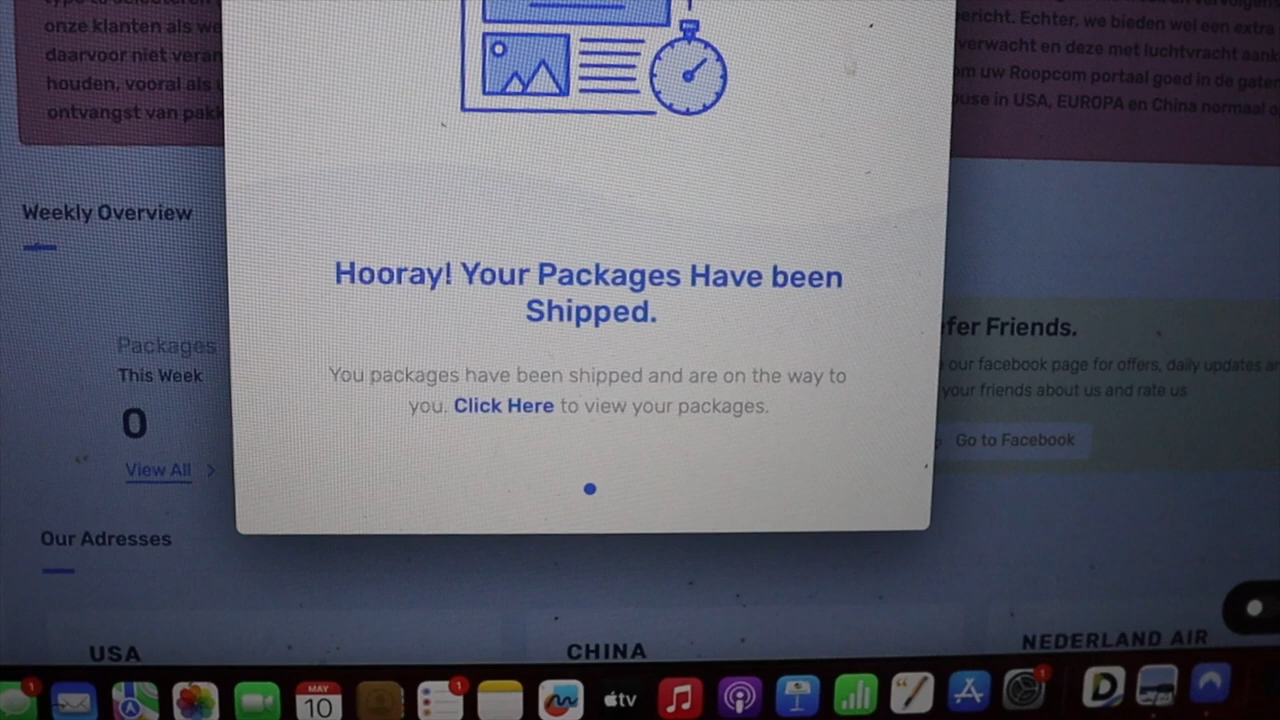 onze klanten als we
daarvoor niet veran
houden, vooral als
ontvangst van pakk
ericht. Echter, we bieden wel een extra
verwacht en deze met luchtvracht aank
om uw Roopcom portaal goed in de gate
ouse in USA, EUROPA en China normaal
Weekly Overview
Hooray! Your Packages Have been
Shipped.
You packages have been shipped and are on the way to
you. Click Here to view your packages.
Packages
This Week
0
View All >
fer Friends.
our facebook page for offers, daily updates a
your friends about us and rate us
Go to Facebook
Our Adresses
USA
CHINA
NEDERLAND AIR
1
MAY
10
1
tv
1
D